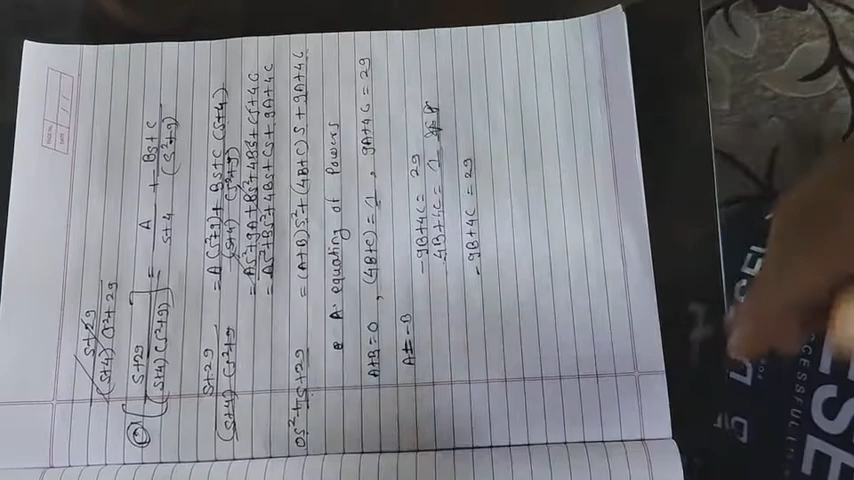 S+29
(S+4) (S²+29
② [ S+29
(S+4) (S²+9) ] = A
S+4 + BS+C
(S²+9)
S+29
(S+4) (S²+9 = A(S²+9) + BS+C (S+4)
(S+4) (S²+9)
= AS²+9A+BS²+4BS+CS+4C
= AS²+BS²+4BS+CS+9A+4C
0S²+1S+29 = (A+B)S²+(4B+C)S+9A+4C
A equating of Powers
A+B=0 , (4B+C)=1 , 9A+4C=29
A=-B
-9B+4C = 29
4B+4C = 1
-9B+4C = 29